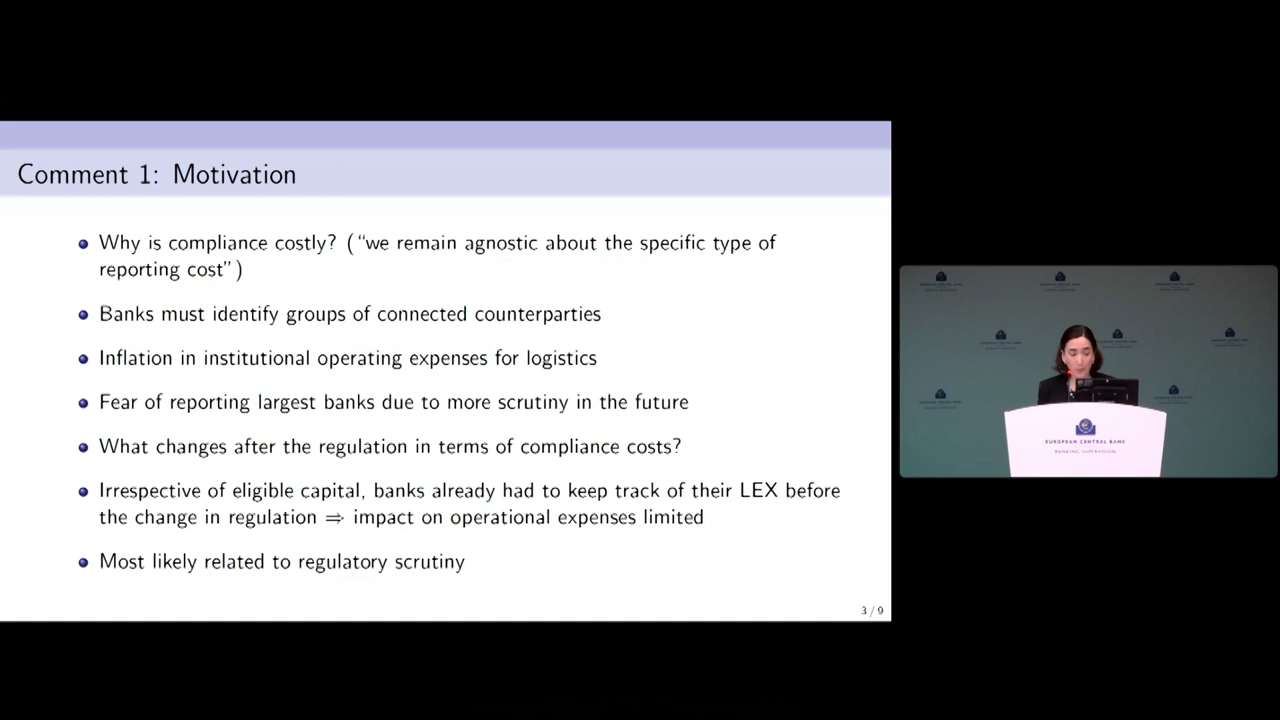 Comment 1: Motivation
Why is compliance costly? (“we remain agnostic about the specific type of
reporting cost”)
Banks must identify groups of connected counterparties
Inflation in institutional operating expenses for logistics
Fear of reporting largest banks due to more scrutiny in the future
What changes after the regulation in terms of compliance costs?
Irrespective of eligible capital, banks already had to keep track of their LEX before
the change in regulation ⇒ impact on operational expenses limited
Most likely related to regulatory scrutiny
3 / 9
EUROPEAN CENTRAL BANK
BANKING SUPERVISION